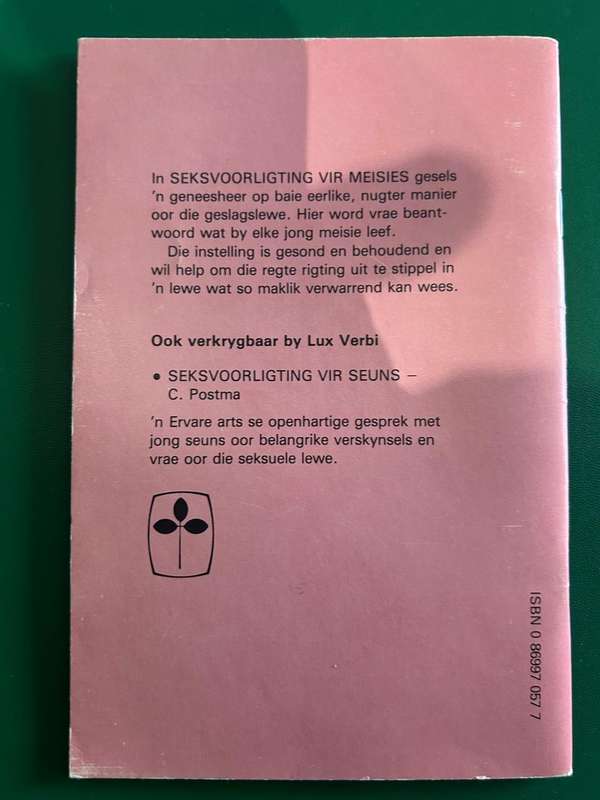 In SEKSVOORLIGTING VIR MEISIES gesels
'n geneesheer op baie eerlike, nugter manier
oor die geslagslewe. Hier word vrae beant-
woord wat by elke jong meisie leef.
Die instelling is gesond en behoudend en
wil help om die regte rigting uit te stippel in
'n lewe wat so maklik verwarrend kan wees.
Ook verkrygbaar by Lux Verbi
• SEKSVOORLIGTING VIR SEUNS –
C. Postma
'n Ervare arts se openhartige gesprek met
jong seuns oor belangrike verskynsels en
vrae oor die seksuele lewe.
ISBN 0 86997 057 7